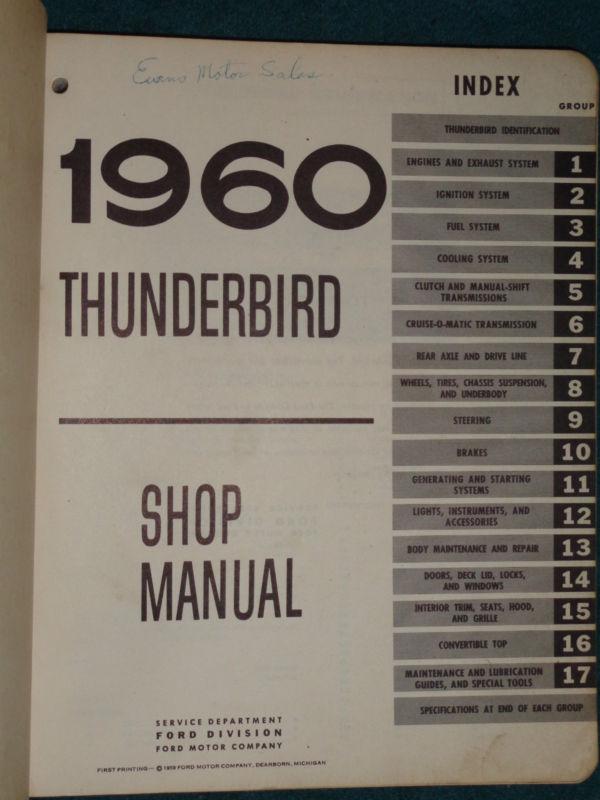 Evans Motor Sales
1960
THUNDERBIRD
SHOP
MANUAL
SERVICE DEPARTMENT
FORD DIVISION
FORD MOTOR COMPANY
FIRST PRINTING— © 1959 FORD MOTOR COMPANY, DEARBORN, MICHIGAN
INDEX
GROUP
THUNDERBIRD IDENTIFICATION
ENGINES AND EXHAUST SYSTEM 1
IGNITION SYSTEM 2
FUEL SYSTEM 3
COOLING SYSTEM 4
CLUTCH AND MANUAL-SHIFT
TRANSMISSIONS 5
CRUISE-O-MATIC TRANSMISSION 6
REAR AXLE AND DRIVE LINE 7
WHEELS, TIRES, CHASSIS SUSPENSION,
AND UNDERBODY 8
STEERING 9
BRAKES 10
GENERATING AND STARTING
SYSTEMS 11
LIGHTS, INSTRUMENTS, AND
ACCESSORIES 12
BODY MAINTENANCE AND REPAIR 13
DOORS, DECK LID, LOCKS,
AND WINDOWS 14
INTERIOR TRIM, SEATS, HOOD,
AND GRILLE 15
CONVERTIBLE TOP 16
MAINTENANCE AND LUBRICATION
GUIDES, AND SPECIAL TOOLS 17
SPECIFICATIONS AT END OF EACH GROUP